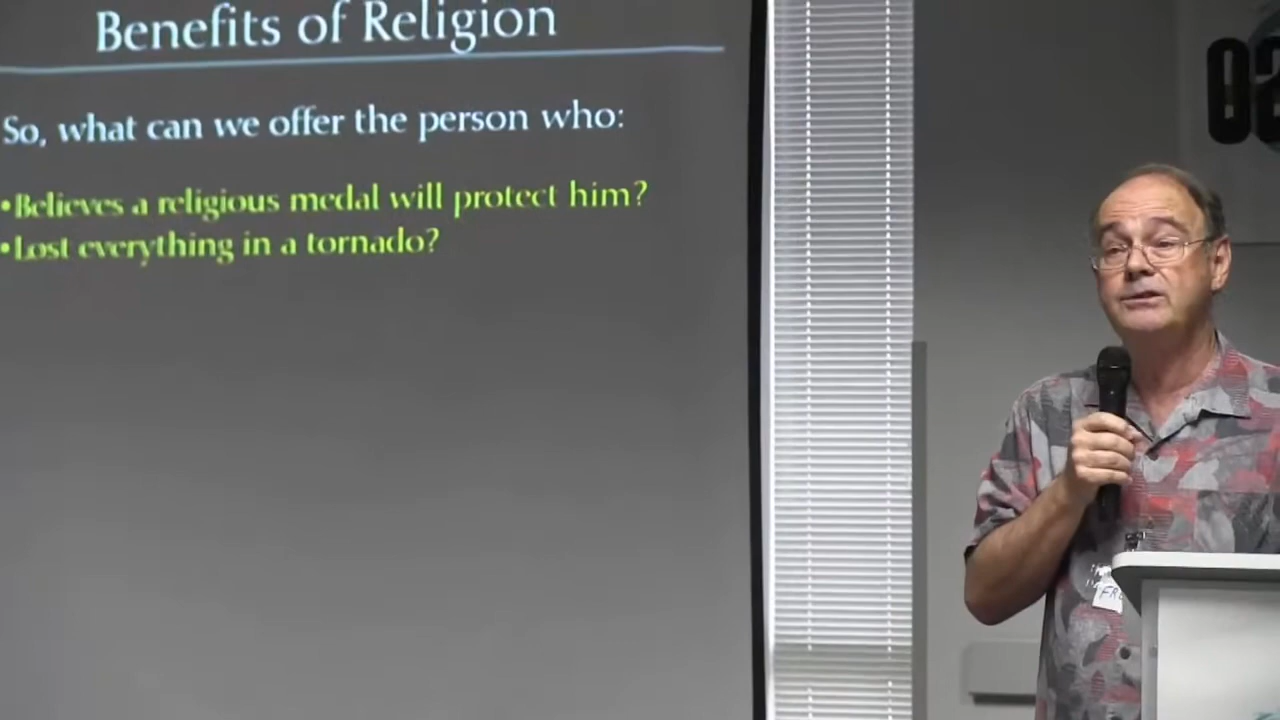 Benefits of Religion
So, what can we offer the person who:
•Believes a religious medal will protect him?
•Lost everything in a tornado?